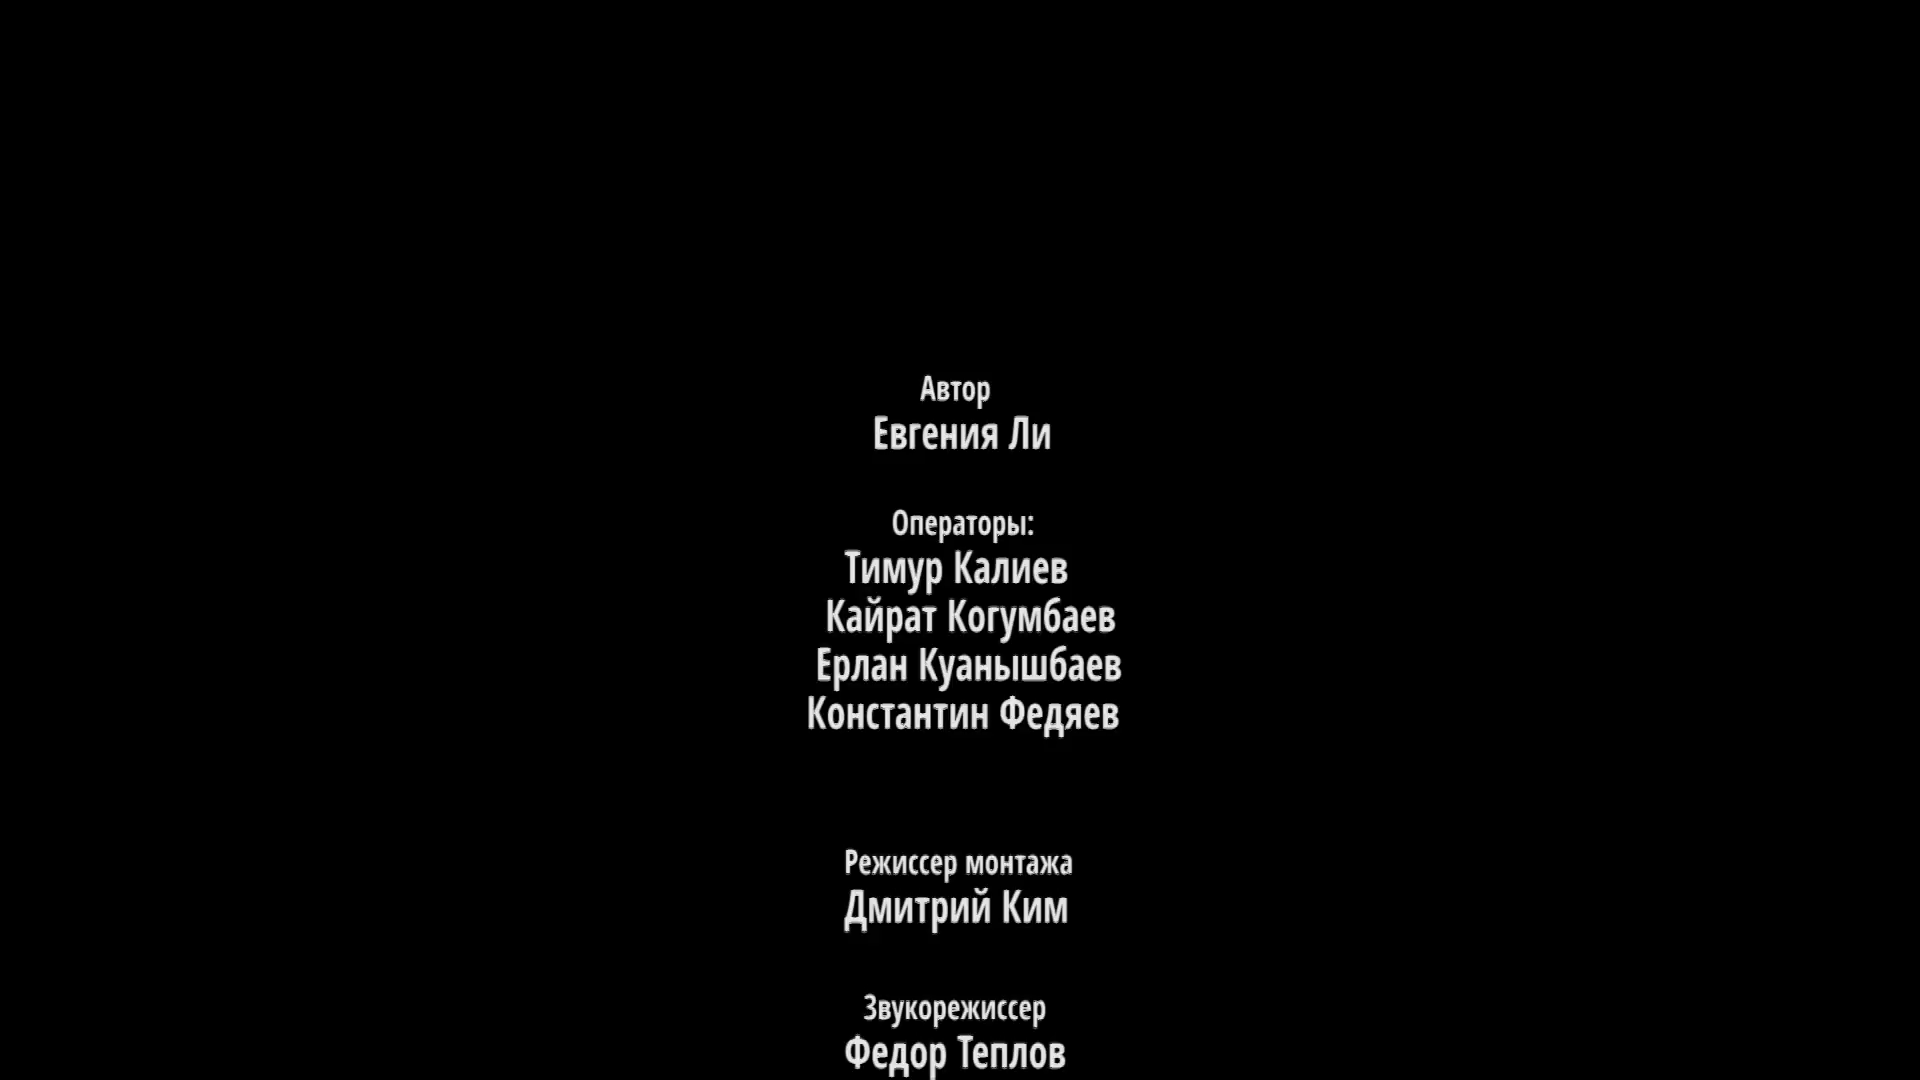 Автор
Евгения Ли
Операторы:
Тимур Калиев
Кайрат Когумбаев
Ерлан Куанышбаев
Константин Федяев
Режиссер монтажа
Дмитрий Ким
Звукорежиссер
Федор Теплов